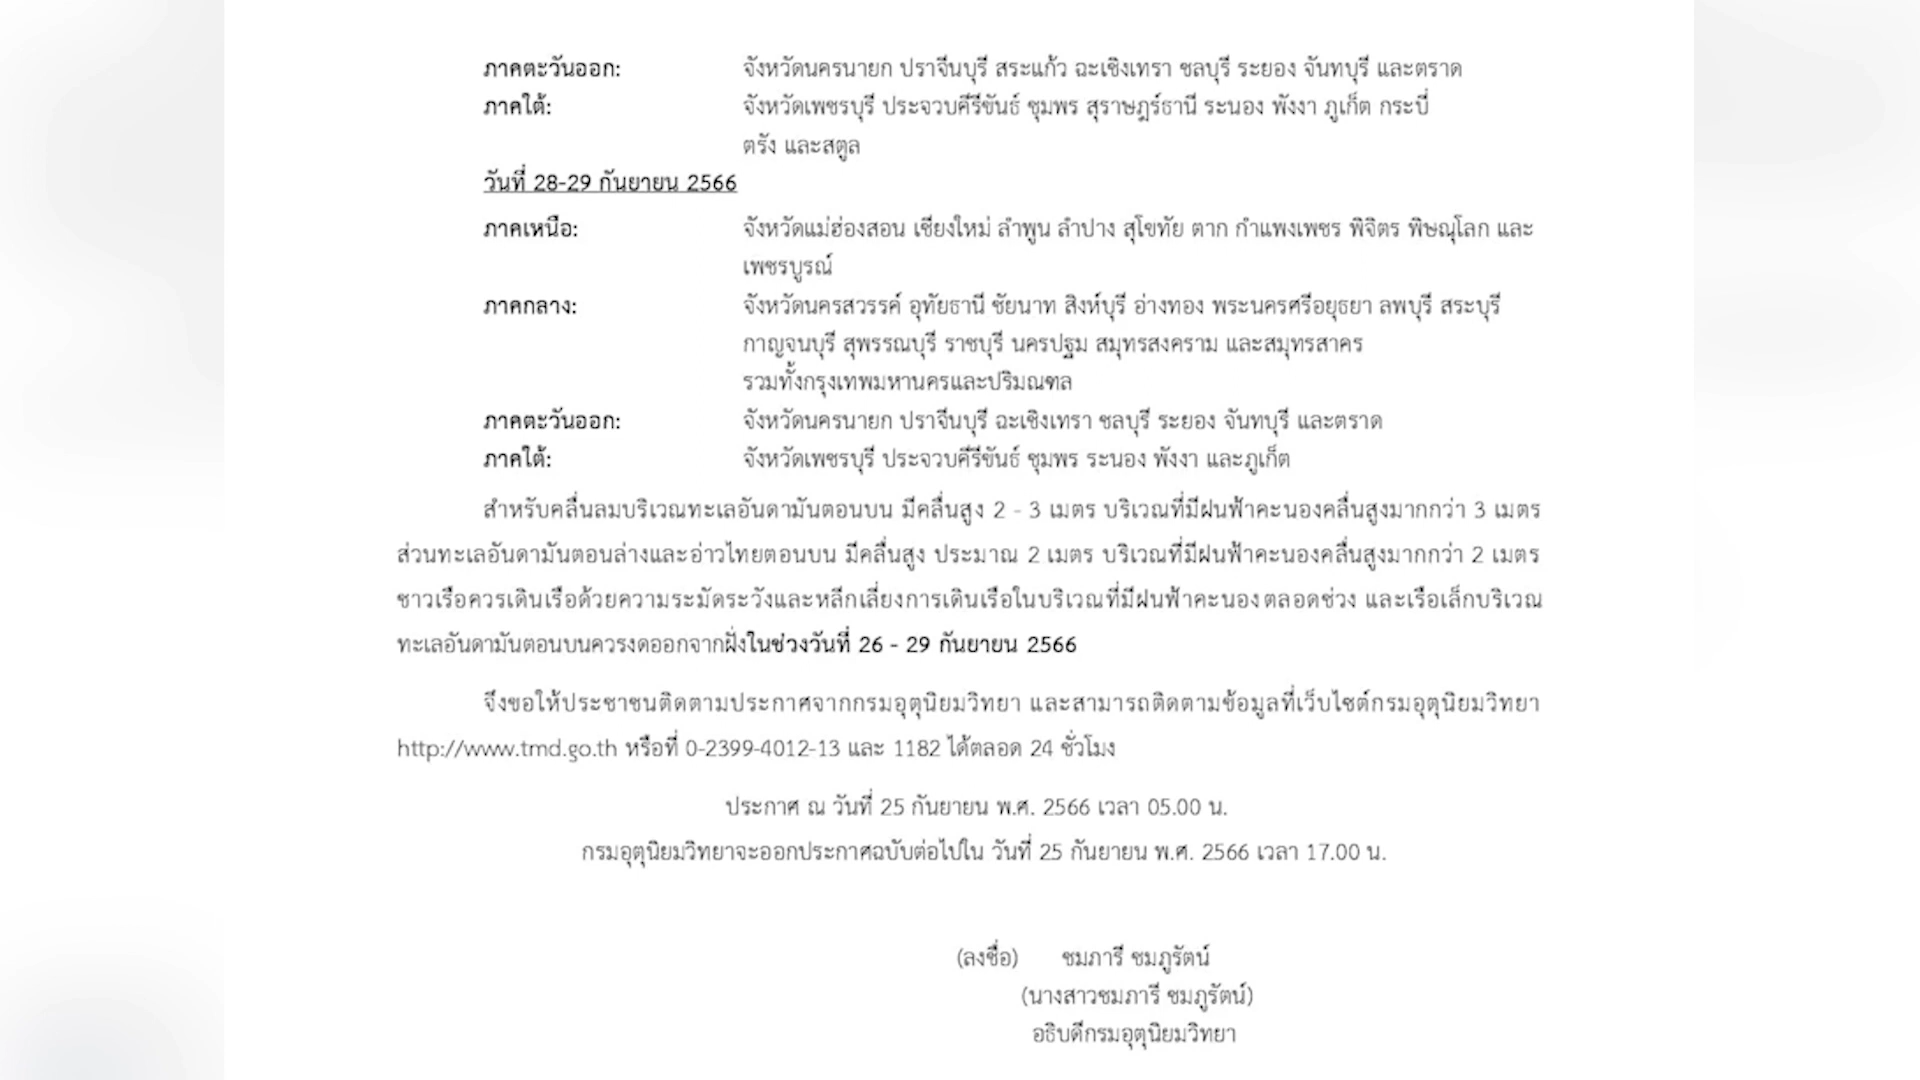 ภาคตะวันออก: จังหวัดนครนายก ปราจีนบุรี สระแก้ว ฉะเชิงเทรา ชลบุรี ระยอง จันทบุรี และตราด
ภาคใต้: จังหวัดเพชรบุรี ประจวบคีรีขันธ์ ชุมพร สุราษฎร์ธานี ระนอง พังงา ภูเก็ต กระบี่
ตรัง และสตูล
วันที่ 28-29 กันยายน 2566
ภาคเหนือ: จังหวัดแม่ฮ่องสอน เชียงใหม่ ลำพูน ลำปาง สุโขทัย ตาก กำแพงเพชร พิจิตร พิษณุโลก และ
เพชรบูรณ์
ภาคกลาง: จังหวัดนครสวรรค์ อุทัยธานี ชัยนาท สิงห์บุรี อ่างทอง พระนครศรีอยุธยา ลพบุรี สระบุรี
กาญจนบุรี สุพรรณบุรี ราชบุรี นครปฐม สมุทรสงคราม และสมุทรสาคร
รวมทั้งกรุงเทพมหานครและปริมณฑล
ภาคตะวันออก: จังหวัดนครนายก ปราจีนบุรี ฉะเชิงเทรา ชลบุรี ระยอง จันทบุรี และตราด
ภาคใต้: จังหวัดเพชรบุรี ประจวบคีรีขันธ์ ชุมพร ระนอง พังงา และภูเก็ต
สำหรับคลื่นลมบริเวณทะเลอันดามันตอนบน มีคลื่นสูง 2 - 3 เมตร บริเวณที่มีฝนฟ้าคะนองคลื่นสูงมากกว่า 3 เมตร
ส่วนทะเลอันดามันตอนล่างและอ่าวไทยตอนบน มีคลื่นสูง ประมาณ 2 เมตร บริเวณที่มีฝนฟ้าคะนองคลื่นสูงมากกว่า 2 เมตร
ชาวเรือควรเดินเรือด้วยความระมัดระวังและหลีกเลี่ยงการเดินเรือในบริเวณที่มีฝนฟ้าคะนองตลอดช่วง และเรือเล็กบริเวณ
ทะเลอันดามันตอนบนควรงดออกจากฝั่งในช่วงวันที่ 26 - 29 กันยายน 2566
จึงขอให้ประชาชนติดตามประกาศจากกรมอุตุนิยมวิทยา และสามารถติดตามข้อมูลที่เว็บไซต์กรมอุตุนิยมวิทยา
http://www.tmd.go.th หรือที่ 0-2399-4012-13 และ 1182 ได้ตลอด 24 ชั่วโมง
ประกาศ ณ วันที่ 25 กันยายน พ.ศ. 2566 เวลา 05.00 น.
กรมอุตุนิยมวิทยาจะออกประกาศฉบับต่อไปใน วันที่ 25 กันยายน พ.ศ. 2566 เวลา 17.00 น.
(ลงชื่อ) ชมภารี ชมภูรัตน์
(นางสาวชมภารี ชมภูรัตน์)
อธิบดีกรมอุตุนิยมวิทยา